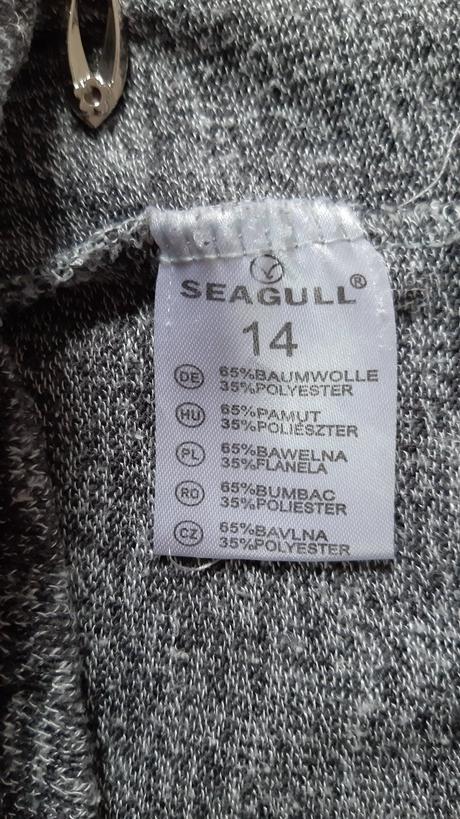 SEAGULL®
14
DE 65%BAUMWOLLE
35%POLYESTER
HU 65%PAMUT
35%POLIÉSZTER
PL 65%BAWELNA
35%FLANELA
RO 65%BUMBAC
35%POLIESTER
CZ 65%BAVLNA
35%POLYESTER